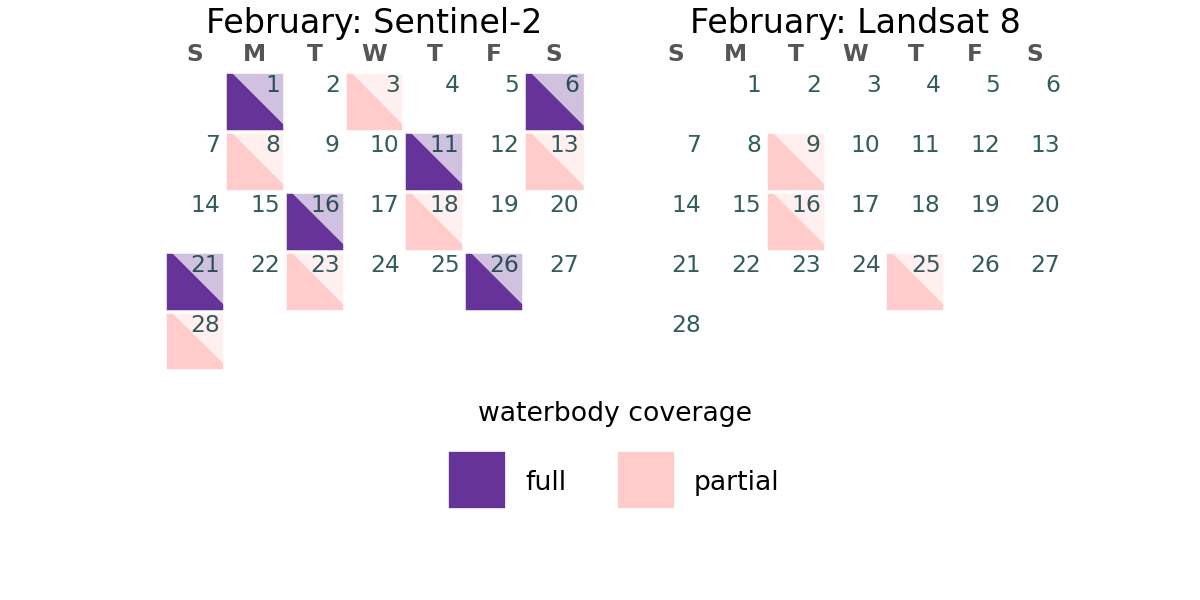 February: Sentinel-2
S M T W T F S
1 2 3 4 5 6
7 8 9 10 11 12 13
14 15 16 17 18 19 20
21 22 23 24 25 26 27
28
February: Landsat 8
S M T W T F S
1 2 3 4 5 6
7 8 9 10 11 12 13
14 15 16 17 18 19 20
21 22 23 24 25 26 27
28
waterbody coverage
full partial